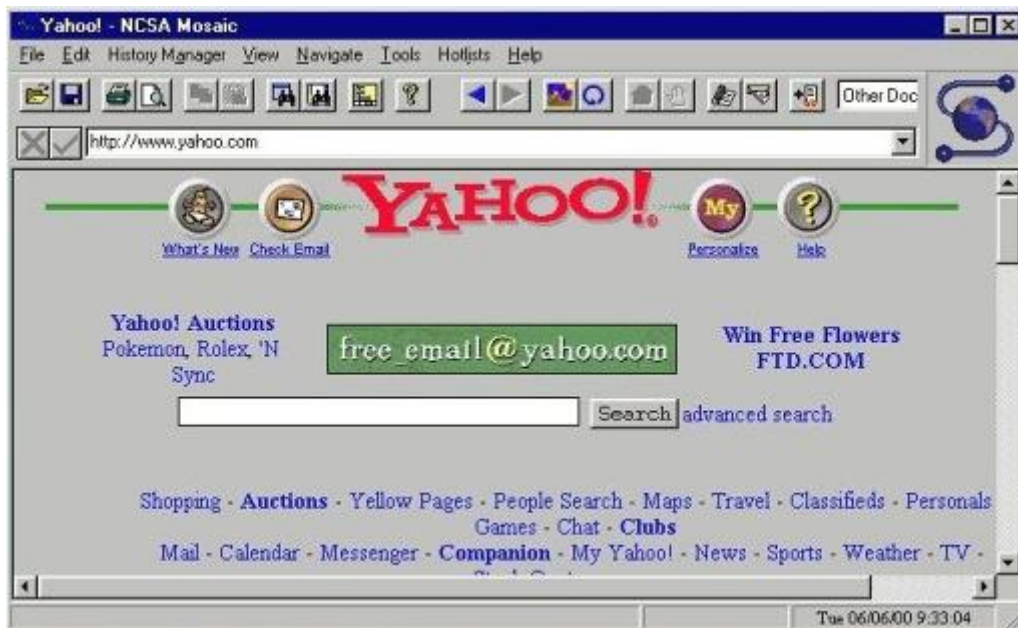 Yahoo! - NCSA Mosaic
File Edit History Manager View Navigate Tools Hotlists Help
Other Doc
http://www.yahoo.com
YAHOO!
My
What's New Check Email Personalize Help
Yahoo! Auctions
Pokemon, Rolex, 'N
Sync
free_email@yahoo.com
Win Free Flowers
FTD.COM
Search advanced search
Shopping - Auctions - Yellow Pages - People Search - Maps - Travel - Classifieds - Personals
Games - Chat - Clubs
Mail - Calendar - Messenger - Companion - My Yahoo! - News - Sports - Weather - TV -
Tue 06/06/00 9:33:04